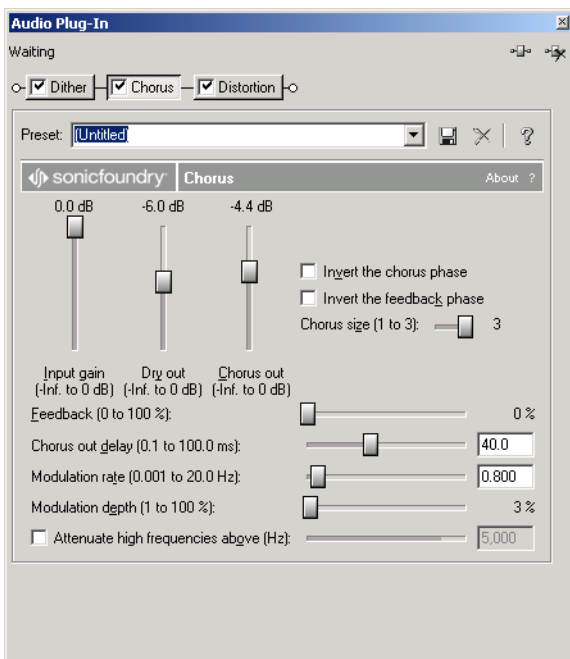 Audio Plug-In
Waiting
Dither Chorus Distortion
Preset: [Untitled]
sonicfoundry Chorus About ?
0.0 dB -6.0 dB -4.4 dB
Invert the chorus phase
Invert the feedback phase
Chorus size (1 to 3): 3
Input gain Dry out Chorus out
(-Inf. to 0 dB) (-Inf. to 0 dB) (-Inf. to 0 dB)
Feedback (0 to 100 %): 0 %
Chorus out delay (0.1 to 100.0 ms): 40.0
Modulation rate (0.001 to 20.0 Hz): 0.800
Modulation depth (1 to 100 %): 3 %
Attenuate high frequencies above (Hz): 5,000